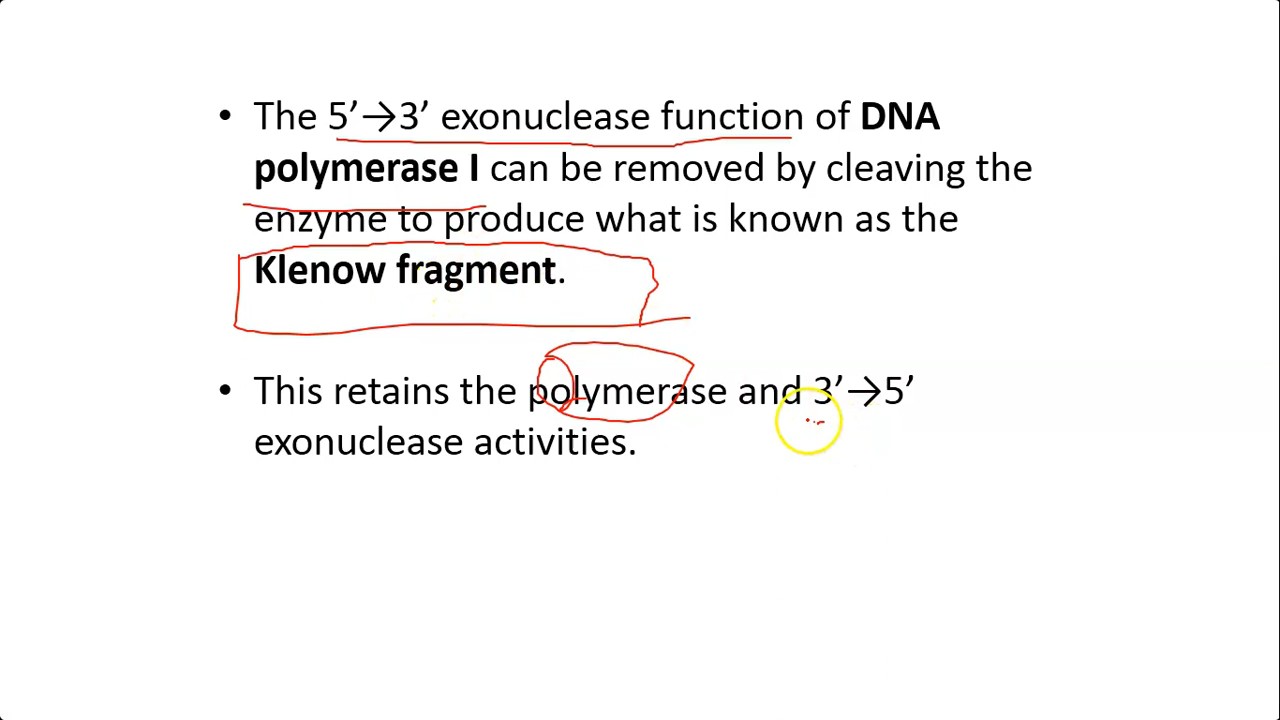 • The 5’→3’ exonuclease function of DNA
polymerase I can be removed by cleaving the
enzyme to produce what is known as the
Klenow fragment.
• This retains the polymerase and 3’→5’
exonuclease activities.